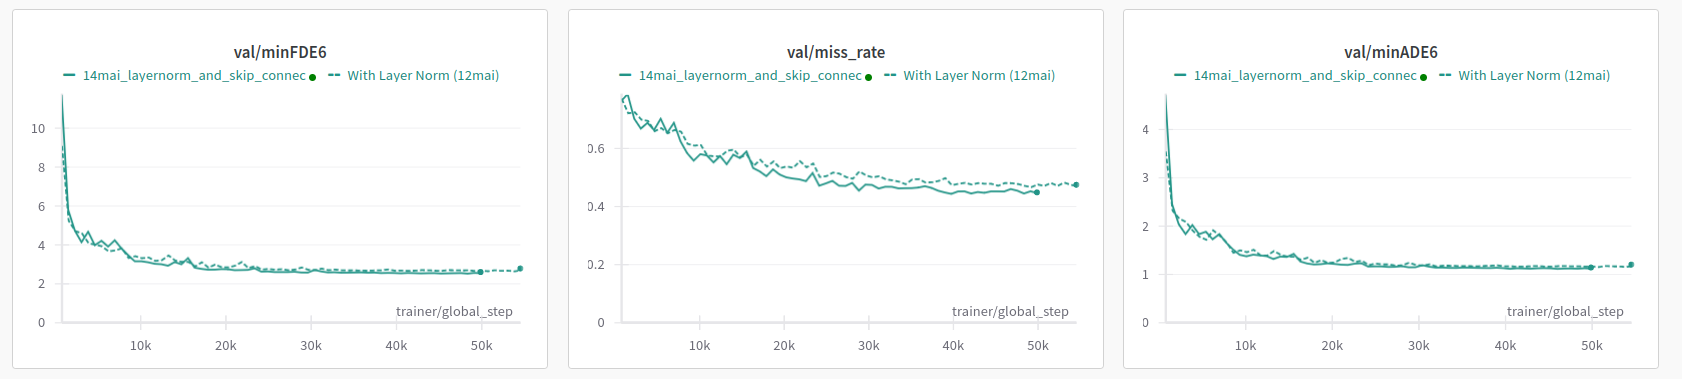 val/minFDE6
14mai_layernorm_and_skip_connec With Layer Norm (12mai)
10
8
6
4
2
0
trainer/global_step
10k 20k 30k 40k 50k
val/miss_rate
14mai_layernorm_and_skip_connec With Layer Norm (12mai)
0.6
0.4
0.2
0
trainer/global_step
10k 20k 30k 40k 50k
val/minADE6
14mai_layernorm_and_skip_connec With Layer Norm (12mai)
4
3
2
1
0
trainer/global_step
10k 20k 30k 40k 50k